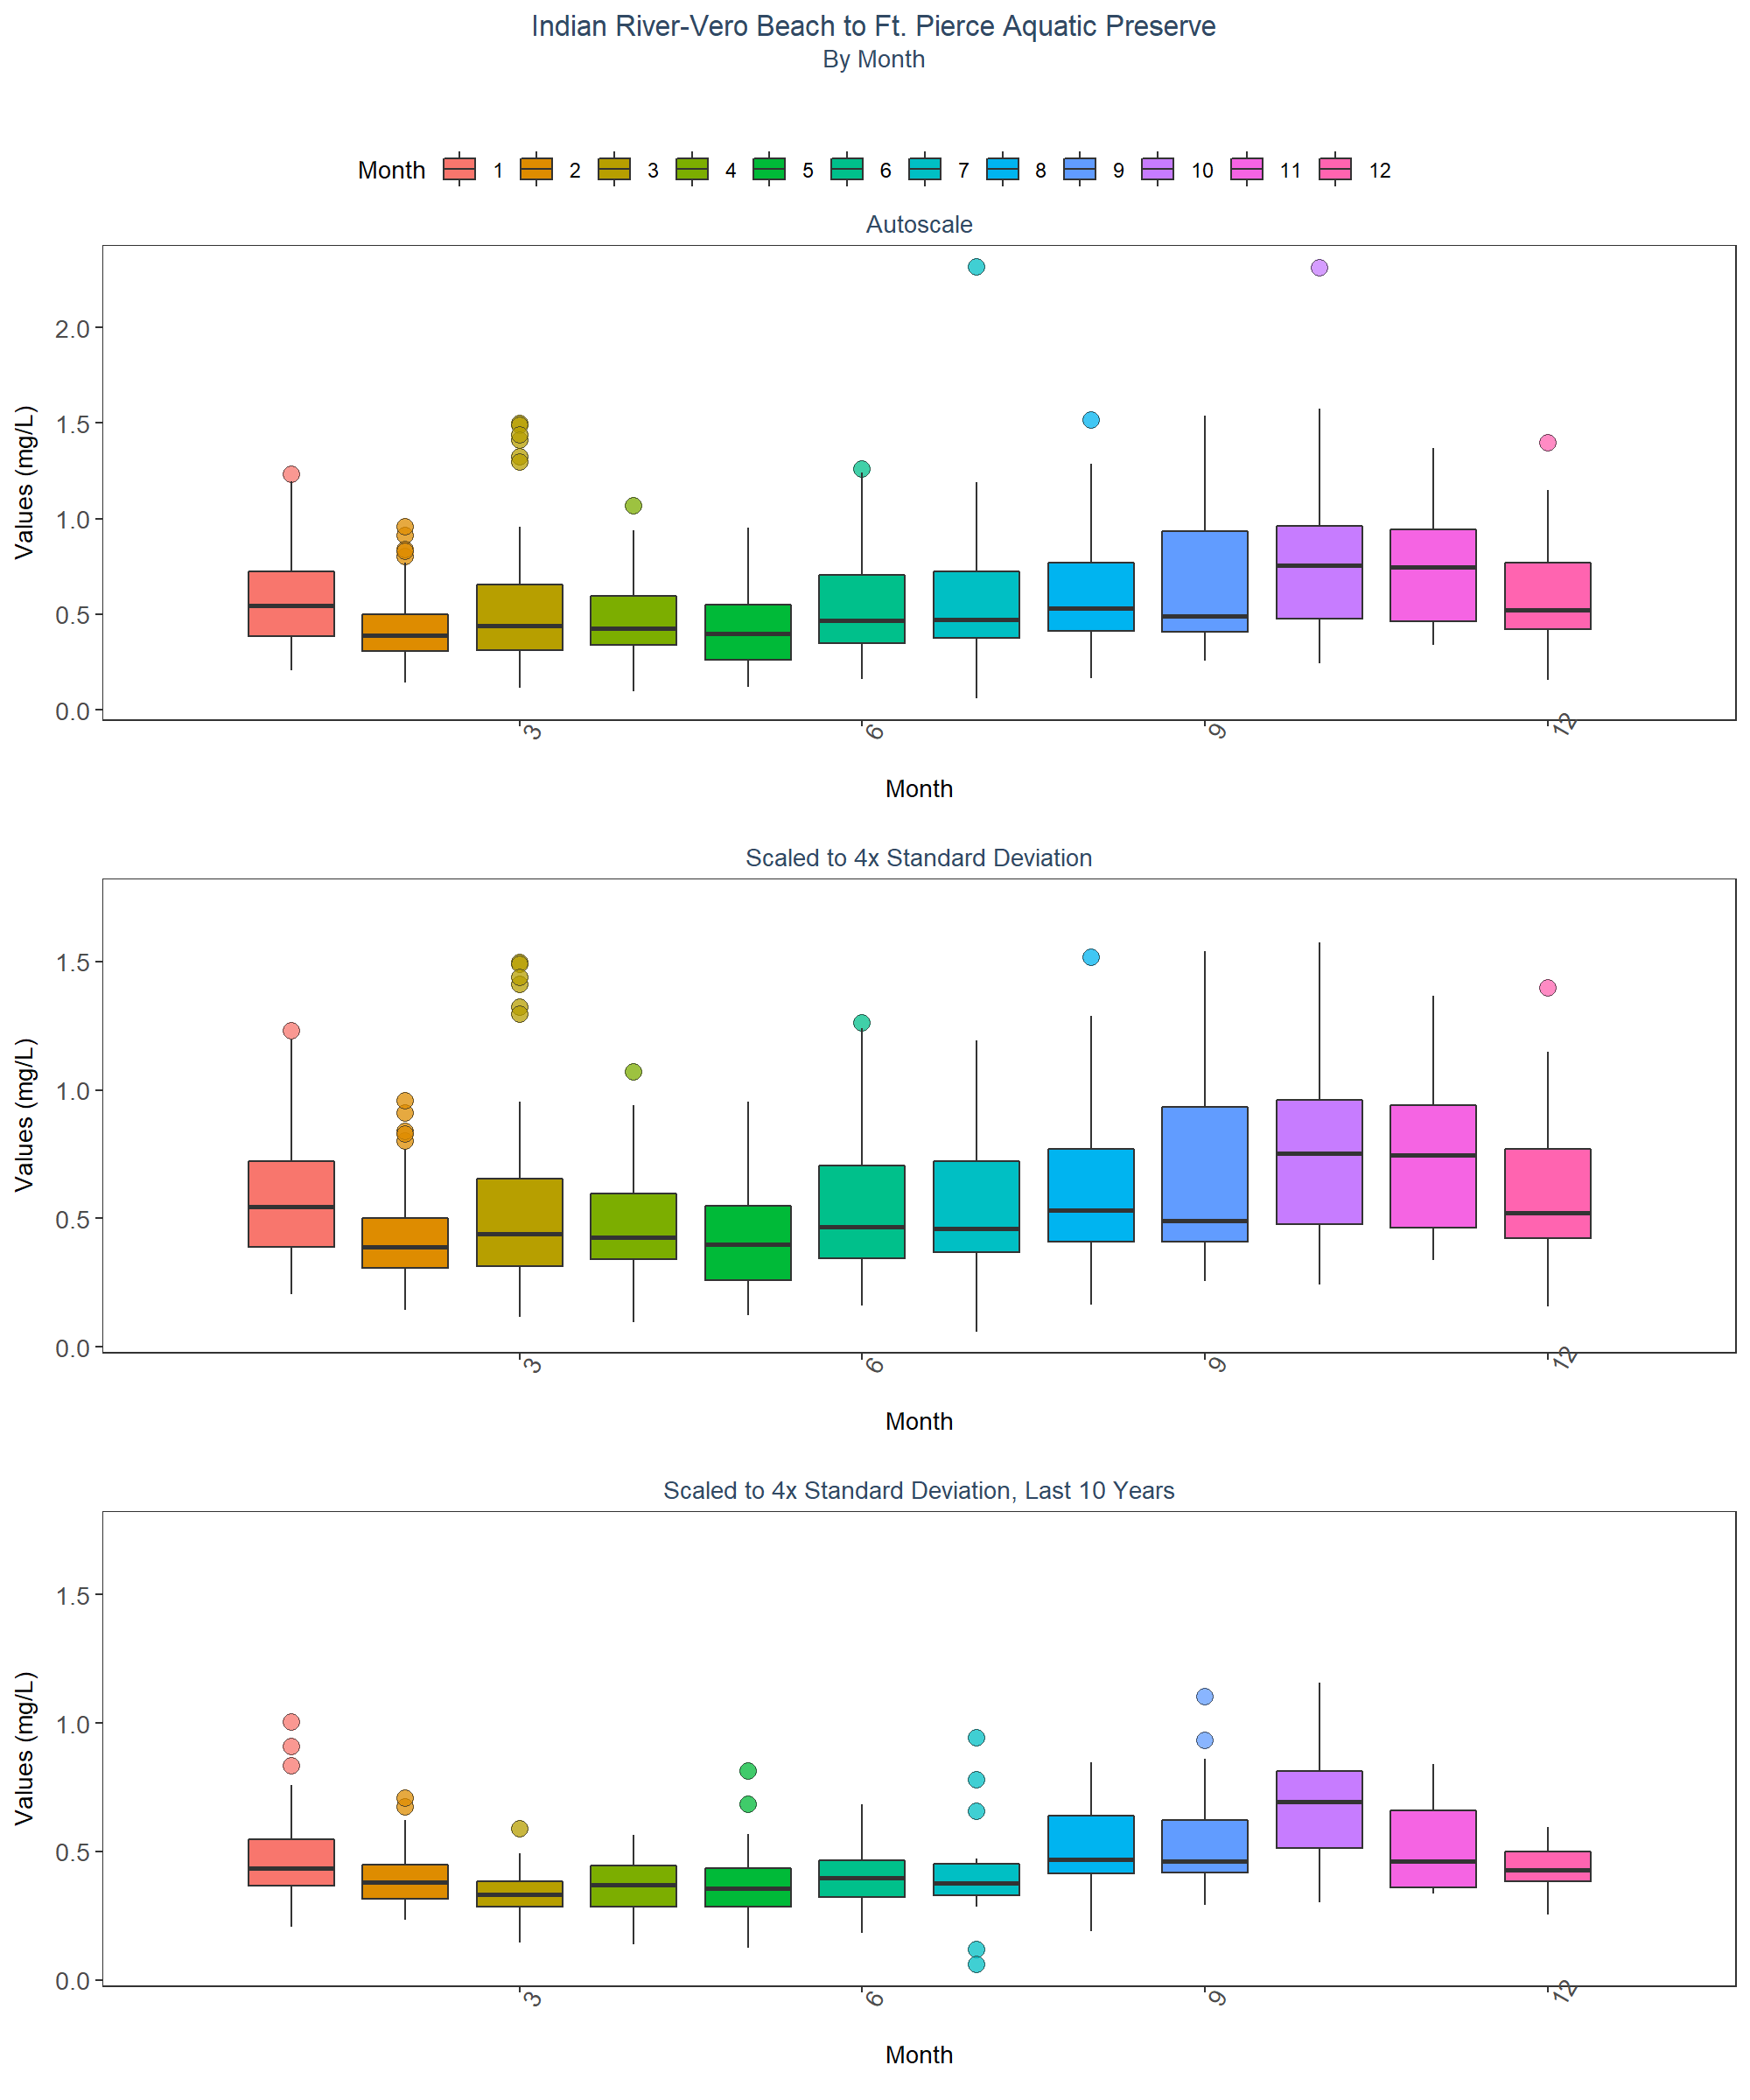 Indian River-Vero Beach to Ft. Pierce Aquatic Preserve
By Month
Month 1 2 3 4 5 6 7 8 9 10 11 12
Autoscale
Values (mg/L)
2.0
1.5
1.0
0.5
0.0
3 6 9 12
Month
Scaled to 4x Standard Deviation
Values (mg/L)
1.5
1.0
0.5
0.0
3 6 9 12
Month
Scaled to 4x Standard Deviation, Last 10 Years
Values (mg/L)
1.5
1.0
0.5
0.0
3 6 9 12
Month